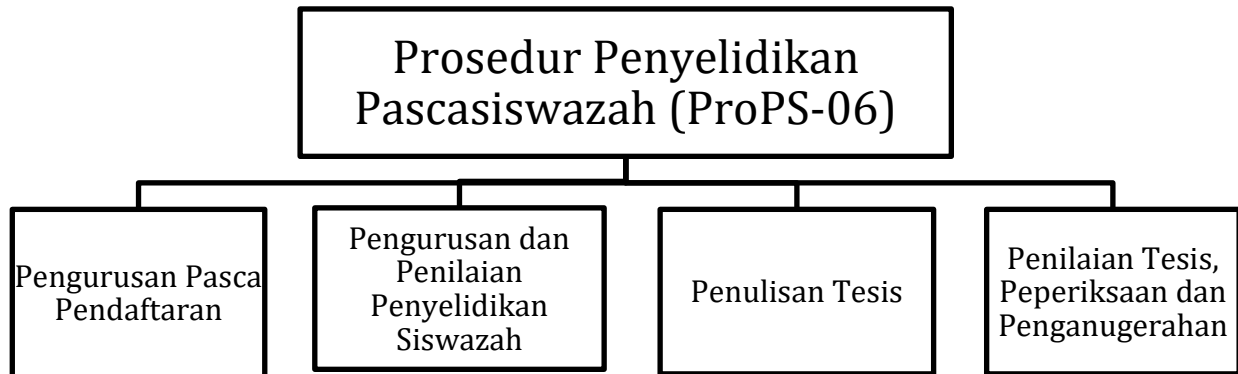 Prosedur Penyelidikan
Pascasiswazah (ProPS-06)
Pengurusan Pasca
Pendaftaran
Pengurusan dan
Penilaian
Penyelidikan
Siswazah
Penulisan Tesis
Penilaian Tesis,
Peperiksaan dan
Penganugerahan